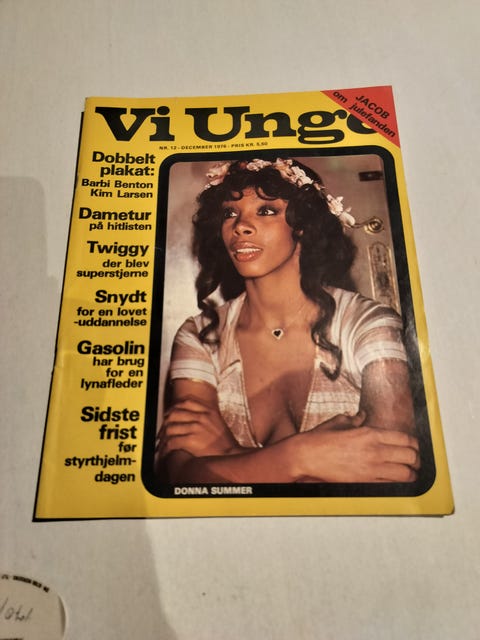 Vi Unge
JACOB
om julefanden
NR. 12 - DECEMBER 1976 - PRIS KR. 5,50
Dobbelt
plakat:
Barbi Benton
Kim Larsen
Dametur
på hitlisten
Twiggy
der blev
superstjerne
Snydt
for en lovet
-uddannelse
Gasolin
har brug
for en
lynafleder
Sidste
frist
før
styrthjelm-
dagen
DONNA SUMMER